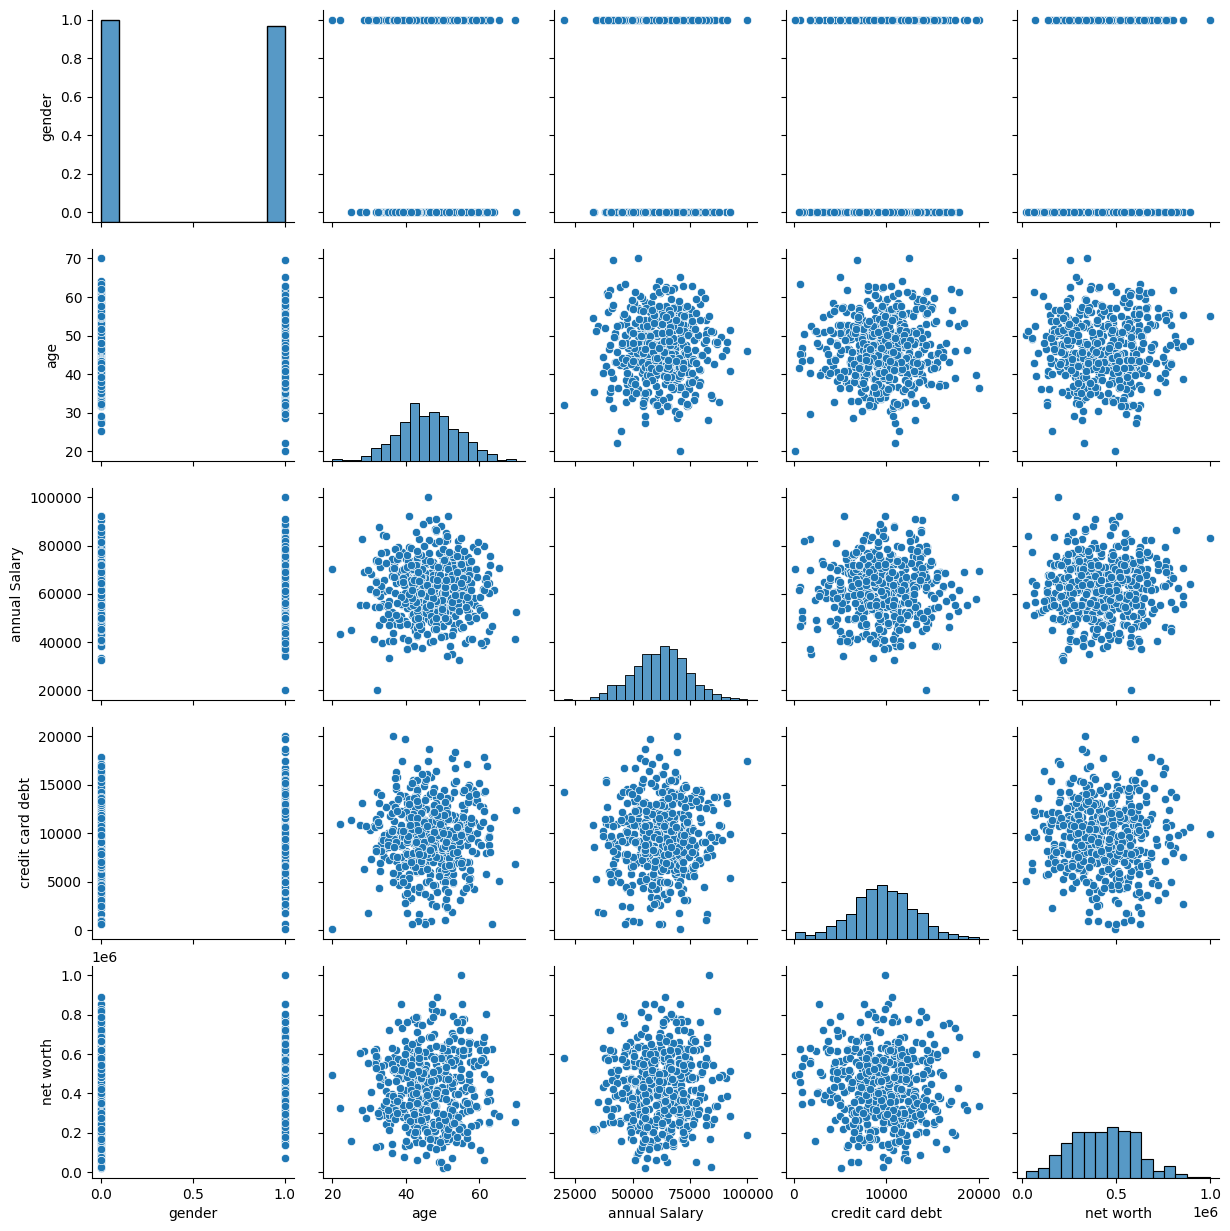 1.0
0.8
0.6
0.4
0.2
0.0
gender
70
60
50
40
30
20
age
100000
80000
60000
40000
20000
annual Salary
20000
15000
10000
5000
0
credit card debt
1e6
1.0
0.8
0.6
0.4
0.2
0.0
net worth
0.0 0.5 1.0
gender
20 40 60
age
25000 50000 75000 100000
annual Salary
0 10000 20000
credit card debt
0.0 0.5 1.0
1e6
net worth